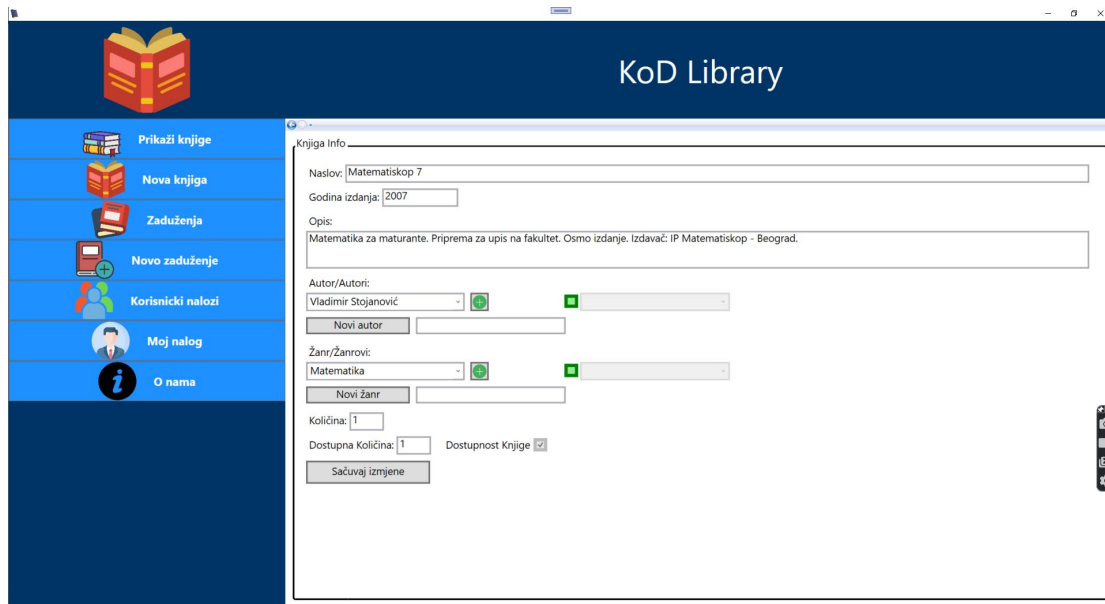 KoD Library
Prikaži knjige
Nova knjiga
Zaduženja
Novo zaduženje
Korisnicki nalozi
Moj nalog
i O nama
Knjiga Info
Naslov: Matematiskop 7
Godina izdanja: 2007
Opis:
Matematika za maturante. Priprema za upis na fakultet. Osmo izdanje. Izdavač: IP Matematiskop - Beograd.
Autor/Autori:
Vladimir Stojanović
Novi autor
Žanr/Žanrovi:
Matematika
Novi žanr
Količina: 1
Dostupna Količina: 1 Dostupnost Knjige
Sačuvaj izmjene